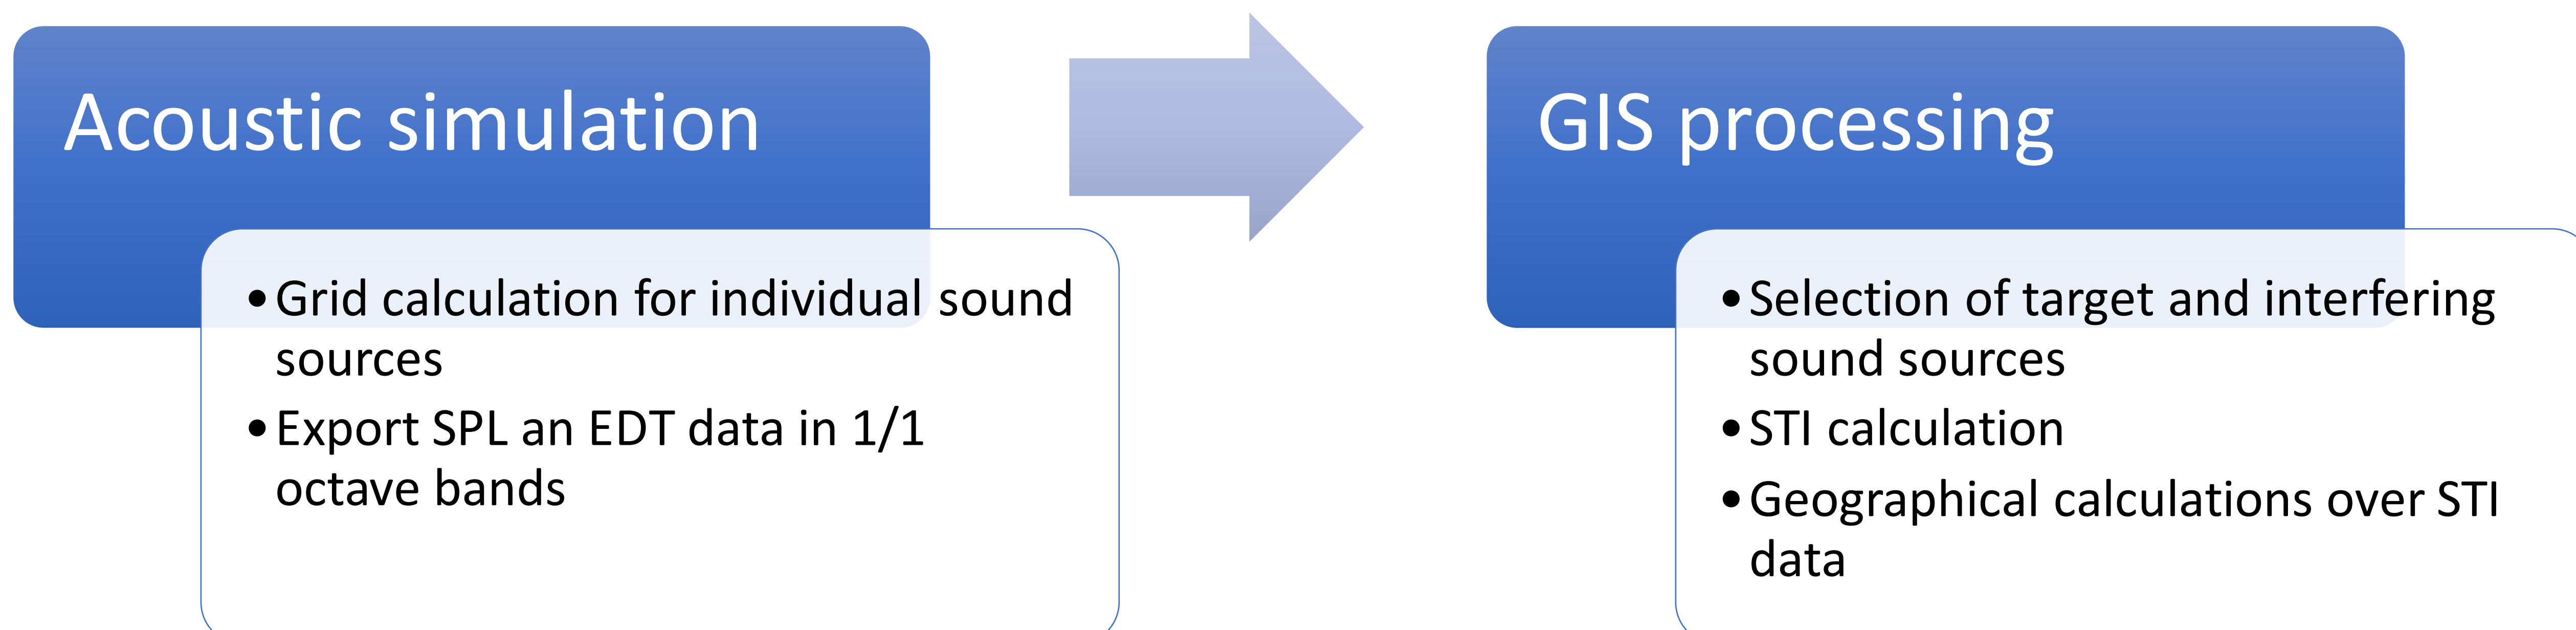 Acoustic simulation
•Grid calculation for individual sound
sources
•Export SPL an EDT data in 1/1
octave bands
GIS processing
•Selection of target and interfering
sound sources
•STI calculation
•Geographical calculations over STI
data